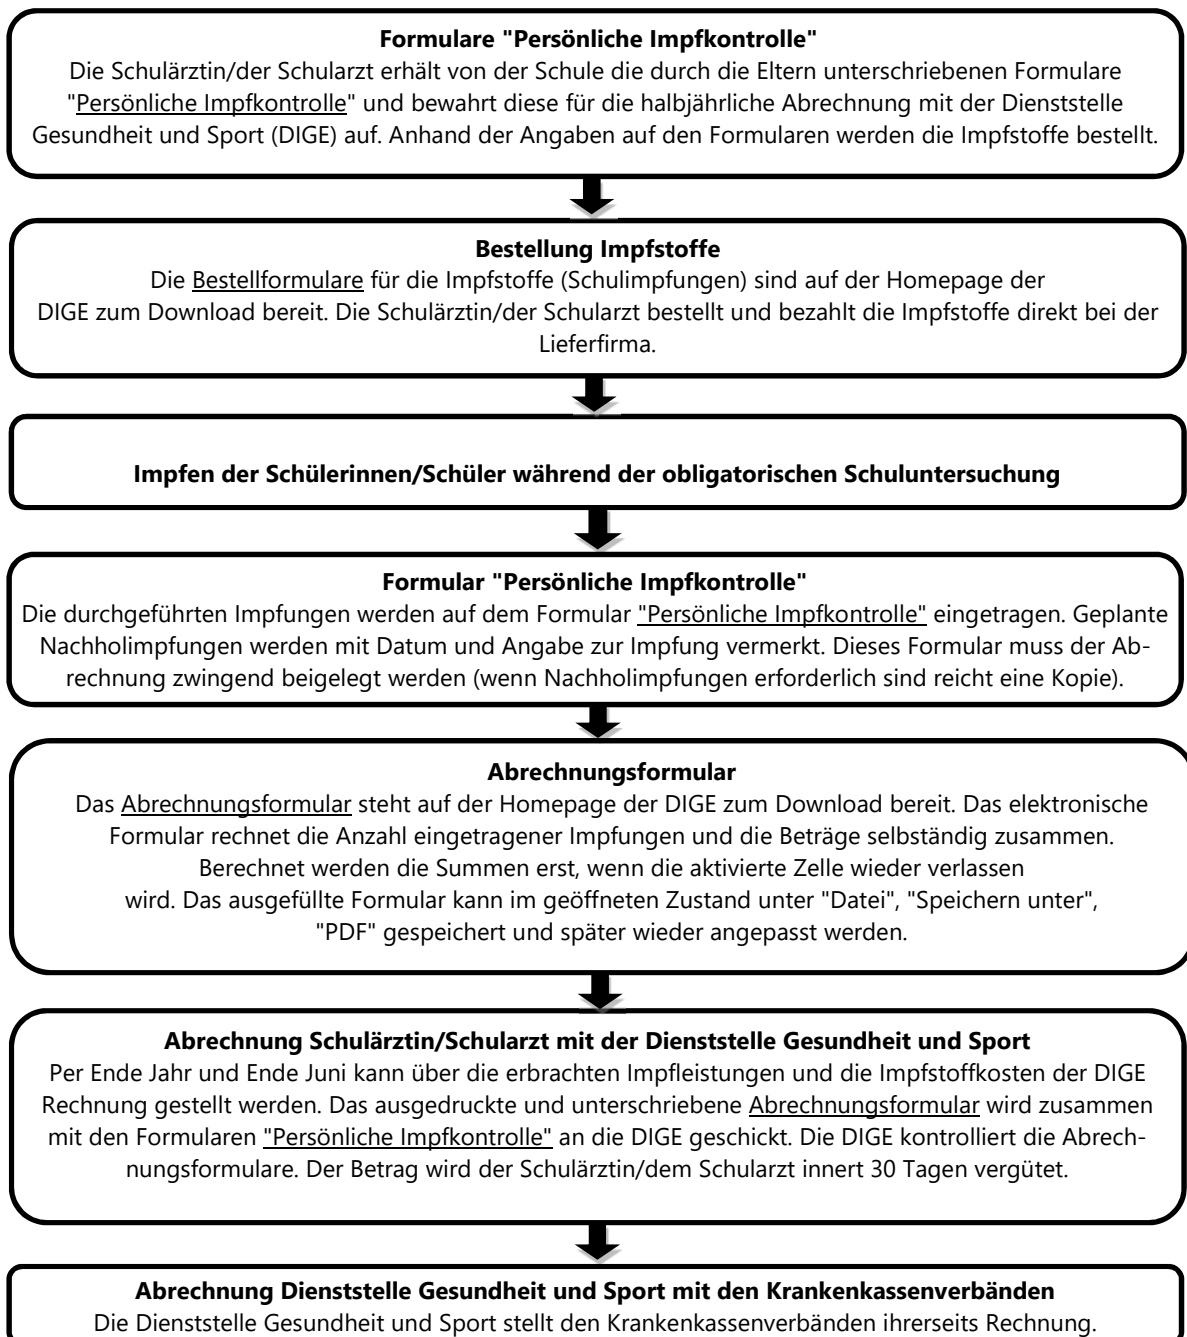 Formulare "Persönliche Impfkontrolle"
Die Schulärztin/der Schularzt erhält von der Schule die durch die Eltern unterschriebenen Formulare
"Persönliche Impfkontrolle" und bewahrt diese für die halbjährliche Abrechnung mit der Dienststelle
Gesundheit und Sport (DIGE) auf. Anhand der Angaben auf den Formularen werden die Impfstoffe bestellt.
Bestellung Impfstoffe
Die Bestellformulare für die Impfstoffe (Schulimpfungen) sind auf der Homepage der
DIGE zum Download bereit. Die Schulärztin/der Schularzt bestellt und bezahlt die Impfstoffe direkt bei der
Lieferfirma.
Impfen der Schülerinnen/Schüler während der obligatorischen Schuluntersuchung
Formular "Persönliche Impfkontrolle"
Die durchgeführten Impfungen werden auf dem Formular "Persönliche Impfkontrolle" eingetragen. Geplante
Nachholimpfungen werden mit Datum und Angabe zur Impfung vermerkt. Dieses Formular muss der Ab-
rechnung zwingend beigelegt werden (wenn Nachholimpfungen erforderlich sind reicht eine Kopie).
Abrechnungsformular
Das Abrechnungsformular steht auf der Homepage der DIGE zum Download bereit. Das elektronische
Formular rechnet die Anzahl eingetragener Impfungen und die Beträge selbständig zusammen.
Berechnet werden die Summen erst, wenn die aktivierte Zelle wieder verlassen
wird. Das ausgefüllte Formular kann im geöffneten Zustand unter "Datei", "Speichern unter",
"PDF" gespeichert und später wieder angepasst werden.
Abrechnung Schulärztin/Schularzt mit der Dienststelle Gesundheit und Sport
Per Ende Jahr und Ende Juni kann über die erbrachten Impfleistungen und die Impfstoffkosten der DIGE
Rechnung gestellt werden. Das ausgedruckte und unterschriebene Abrechnungsformular wird zusammen
mit den Formularen "Persönliche Impfkontrolle" an die DIGE geschickt. Die DIGE kontrolliert die Abrech-
nungsformulare. Der Betrag wird der Schulärztin/dem Schularzt innert 30 Tagen vergütet.
Abrechnung Dienststelle Gesundheit und Sport mit den Krankenkassenverbänden
Die Dienststelle Gesundheit und Sport stellt den Krankenkassenverbänden ihrerseits Rechnung.